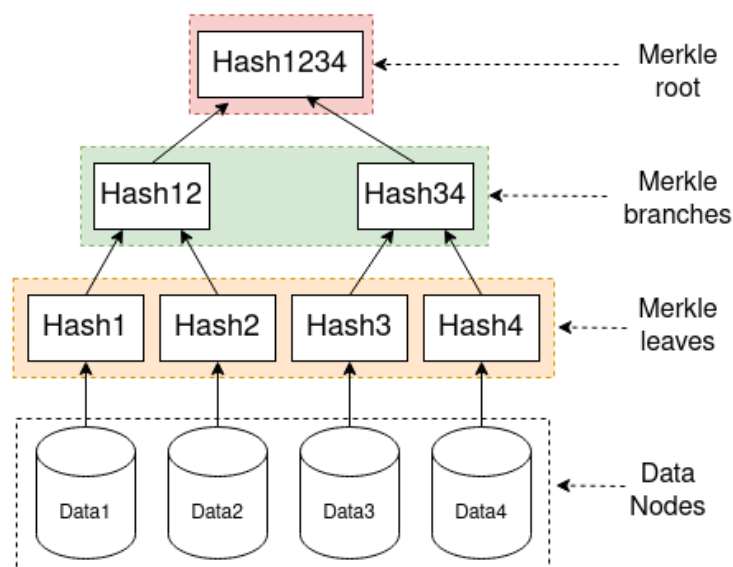 Hash1234
Merkle
root
Hash12
Hash34
Merkle
branches
Hash1
Hash2
Hash3
Hash4
Merkle
leaves
Data1
Data2
Data3
Data4
Data
Nodes